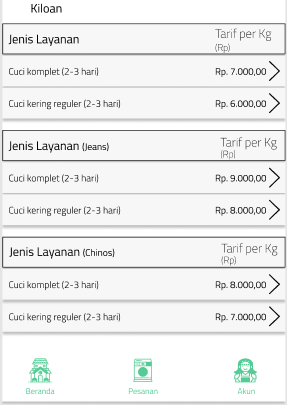 Kiloan
Jenis Layanan Tarif per Kg
(Rp)
Cuci komplet (2-3 hari) Rp. 7.000,00
Cuci kering reguler (2-3 hari) Rp. 6.000,00
Jenis Layanan (Jeans) Tarif per Kg
(Rp)
Cuci komplet (2-3 hari) Rp. 9.000,00
Cuci kering reguler (2-3 hari) Rp. 8.000,00
Jenis Layanan (Chinos) Tarif per Kg
(Rp)
Cuci komplet (2-3 hari) Rp. 8.000,00
Cuci kering reguler (2-3 hari) Rp. 7.000,00
Beranda Pesanan Akun